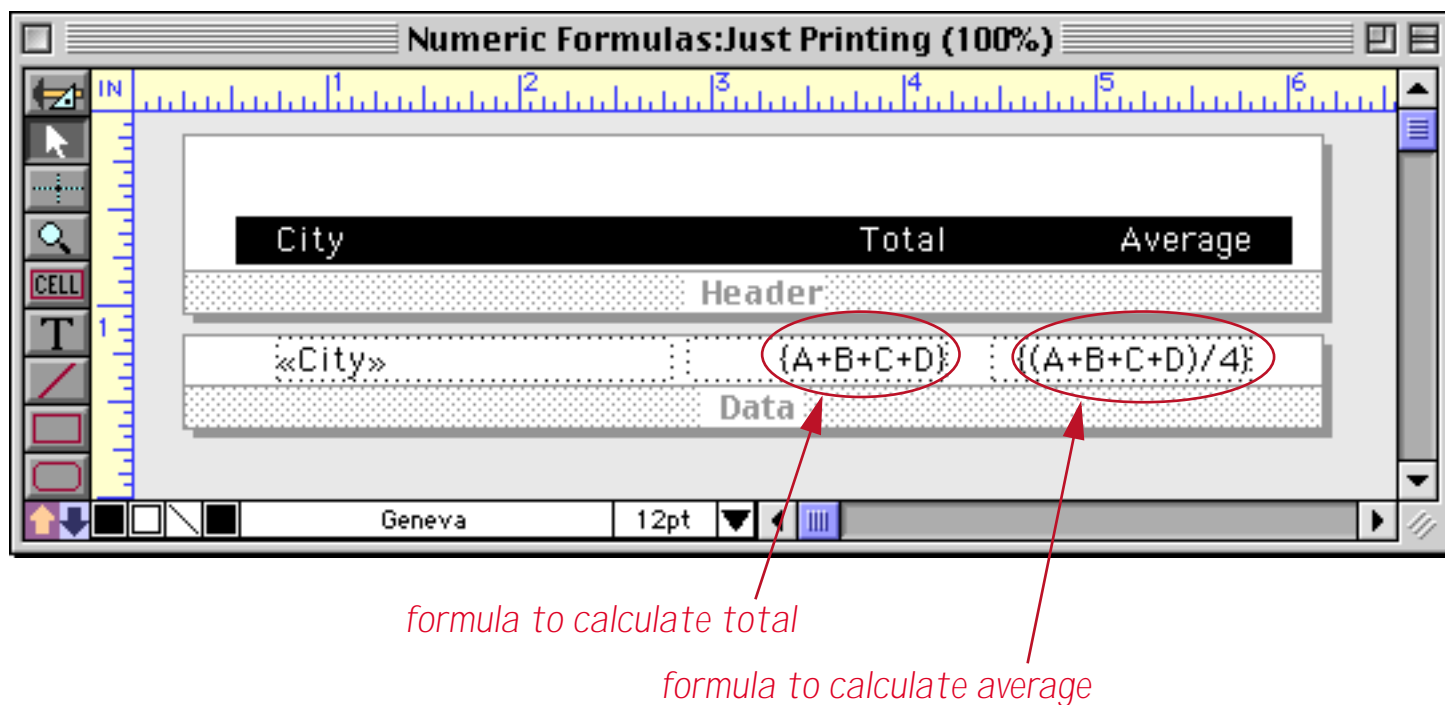 Numeric Formulas:Just Printing (100%)
IN 1 2 3 4 5 6
City Total Average
CELL
Header
T
1
«City» {A+B+C+D} {(A+B+C+D)/4}
Data
Geneva 12pt
formula to calculate total
formula to calculate average